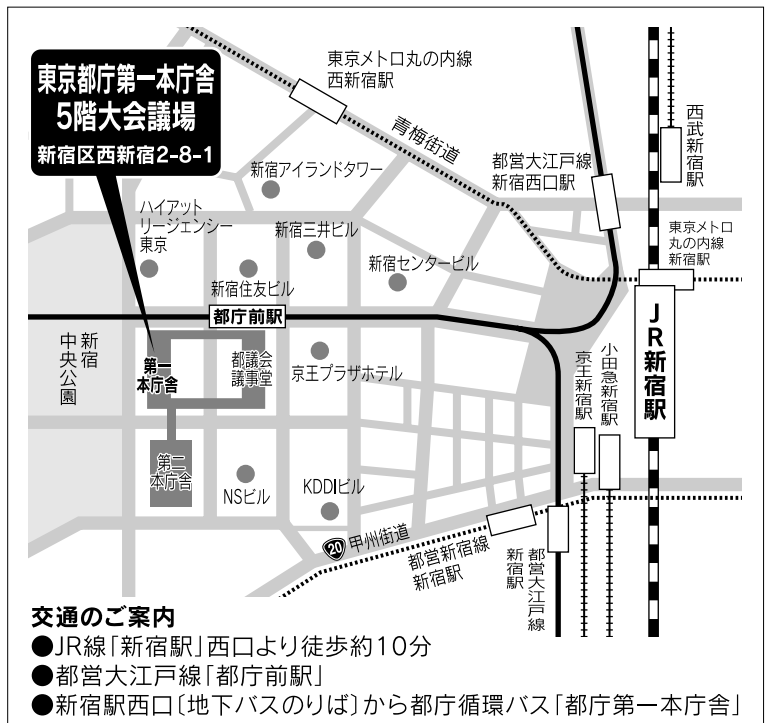 東京都庁第一本庁舎
5階大会議場
新宿区西新宿2-8-1
東京メトロ丸の内線
西新宿駅
青梅街道
都営大江戸線
新宿西口駅
西武新宿駅
新宿アイランドタワー
ハイアット
リージェンシー
東京
新宿三井ビル
新宿住友ビル
新宿センタービル
東京メトロ
丸の内線
新宿駅
都庁前駅
JR新宿駅
新宿
中央公園
第一
本庁舎
都議会
議事堂
京王プラザホテル
小田急新宿駅
京王新宿駅
第二
本庁舎
NSビル
KDDIビル
20
甲州街道
都営新宿線
新宿駅
都営大江戸線
新宿駅
交通のご案内
●JR線「新宿駅」西口より徒歩約10分
●都営大江戸線「都庁前駅」
●新宿駅西口〔地下バスのりば〕から都庁循環バス「都庁第一本庁舎」